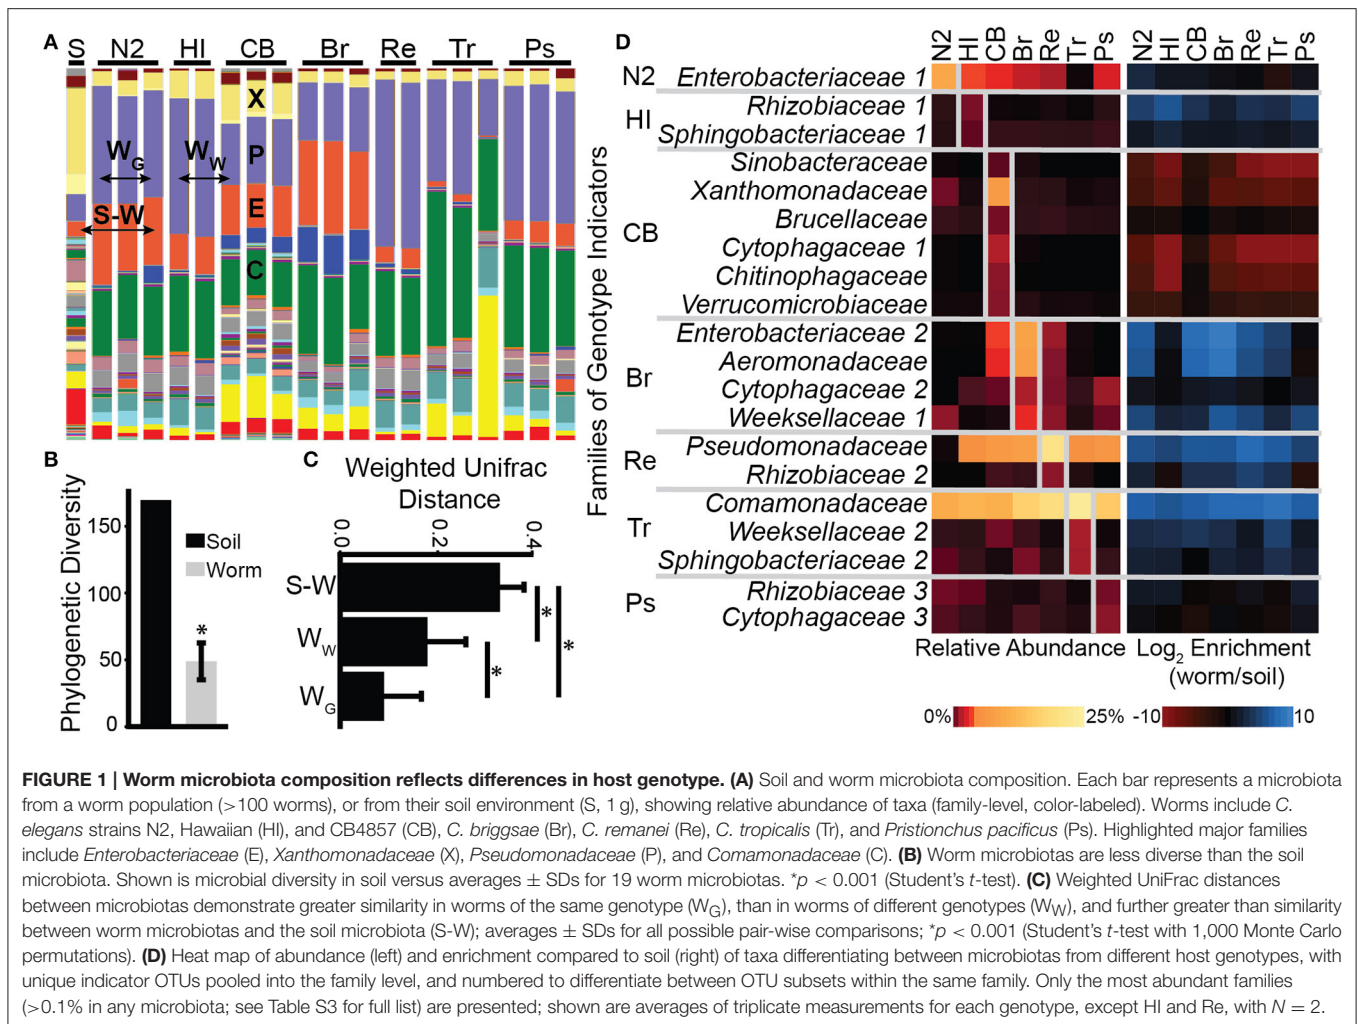 A
S N2 HI CB Br Re Tr Ps
X
W_G W_W P
S-W E
C
B
Phylogenetic Diversity
150
100
50
0
Soil
Worm
*
C
Weighted Unifrac
Distance
0.0 0.2 0.4
S-W
W_W
W_G
*
*
*
D
N2 HI CB Br Re Tr Ps N2 HI CB Br Re Tr Ps
Families of Genotype Indicators
N2 Enterobacteriaceae 1
HI Rhizobiaceae 1
Sphingobacteriaceae 1
CB Sinobacteraceae
Xanthomonadaceae
Brucellaceae
Cytophagaceae 1
Chitinophagaceae
Verrucomicrobiaceae
Br Enterobacteriaceae 2
Aeromonadaceae
Cytophagaceae 2
Weeksellaceae 1
Re Pseudomonadaceae
Rhizobiaceae 2
Tr Comamonadaceae
Weeksellaceae 2
Sphingobacteriaceae 2
Ps Rhizobiaceae 3
Cytophagaceae 3
Relative Abundance Log₂ Enrichment
(worm/soil)
0% 25% -10 10
FIGURE 1 | Worm microbiota composition reflects differences in host genotype. (A) Soil and worm microbiota composition. Each bar represents a microbiota
from a worm population (>100 worms), or from their soil environment (S, 1 g), showing relative abundance of taxa (family-level, color-labeled). Worms include C.
elegans strains N2, Hawaiian (HI), and CB4857 (CB), C. briggsae (Br), C. remanei (Re), C. tropicalis (Tr), and Pristionchus pacificus (Ps). Highlighted major families
include Enterobacteriaceae (E), Xanthomonadaceae (X), Pseudomonadaceae (P), and Comamonadaceae (C). (B) Worm microbiotas are less diverse than the soil
microbiota. Shown is microbial diversity in soil versus averages ± SDs for 19 worm microbiotas. *p < 0.001 (Student's t-test). (C) Weighted UniFrac distances
between microbiotas demonstrate greater similarity in worms of the same genotype (W_G), than in worms of different genotypes (W_W), and further greater than similarity
between worm microbiotas and the soil microbiota (S-W); averages ± SDs for all possible pair-wise comparisons; *p < 0.001 (Student's t-test with 1,000 Monte Carlo
permutations). (D) Heat map of abundance (left) and enrichment compared to soil (right) of taxa differentiating between microbiotas from different host genotypes, with
unique indicator OTUs pooled into the family level, and numbered to differentiate between OTU subsets within the same family. Only the most abundant families
(>0.1% in any microbiota; see Table S3 for full list) are presented; shown are averages of triplicate measurements for each genotype, except HI and Re, with N = 2.